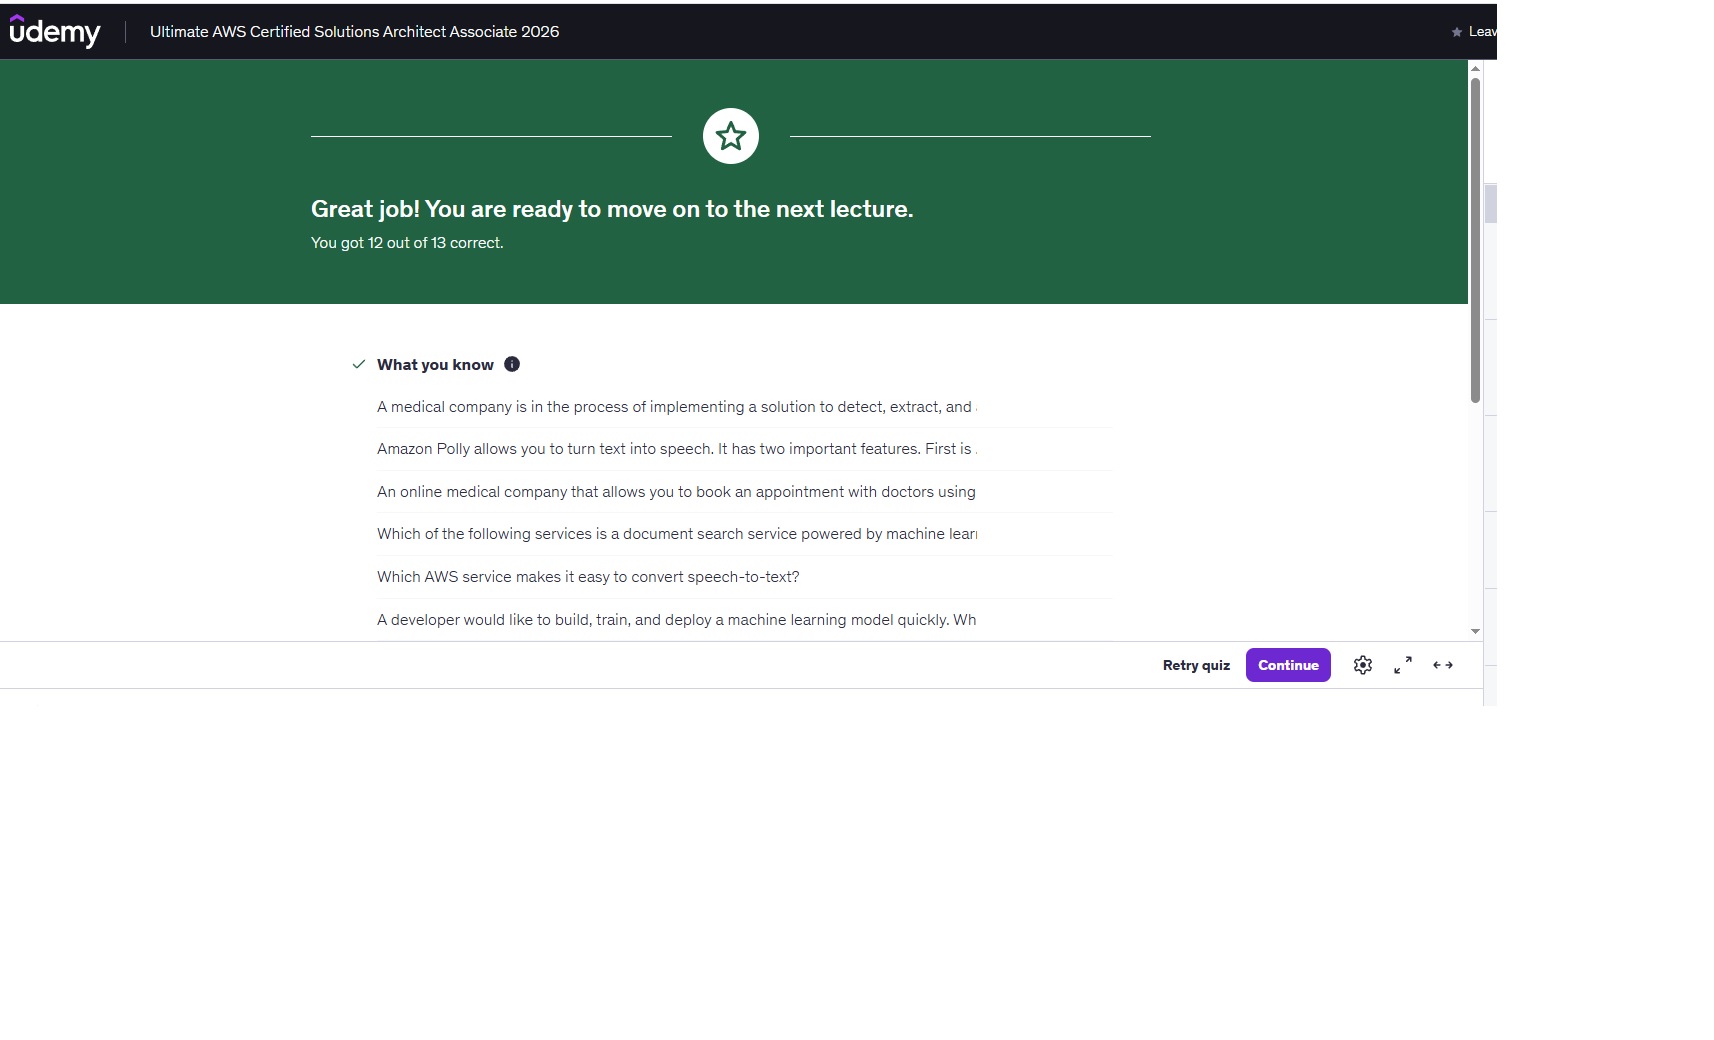 udemy
Ultimate AWS Certified Solutions Architect Associate 2026
Great job! You are ready to move on to the next lecture.
You got 12 out of 13 correct.
What you know
A medical company is in the process of implementing a solution to detect, extract, and
Amazon Polly allows you to turn text into speech. It has two important features. First is
An online medical company that allows you to book an appointment with doctors using
Which of the following services is a document search service powered by machine
Which AWS service makes it easy to convert speech-to-text?
A developer would like to build, train, and deploy a machine learning model quickly.
Retry quiz
Continue